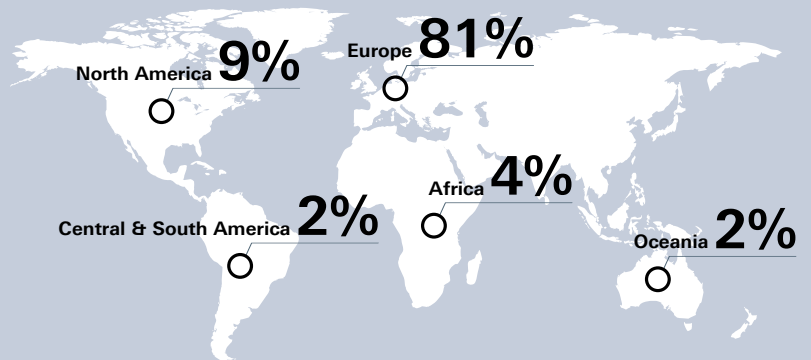 Europe 81%
North America 9%
Africa 4%
Central & South America 2%
Oceania 2%